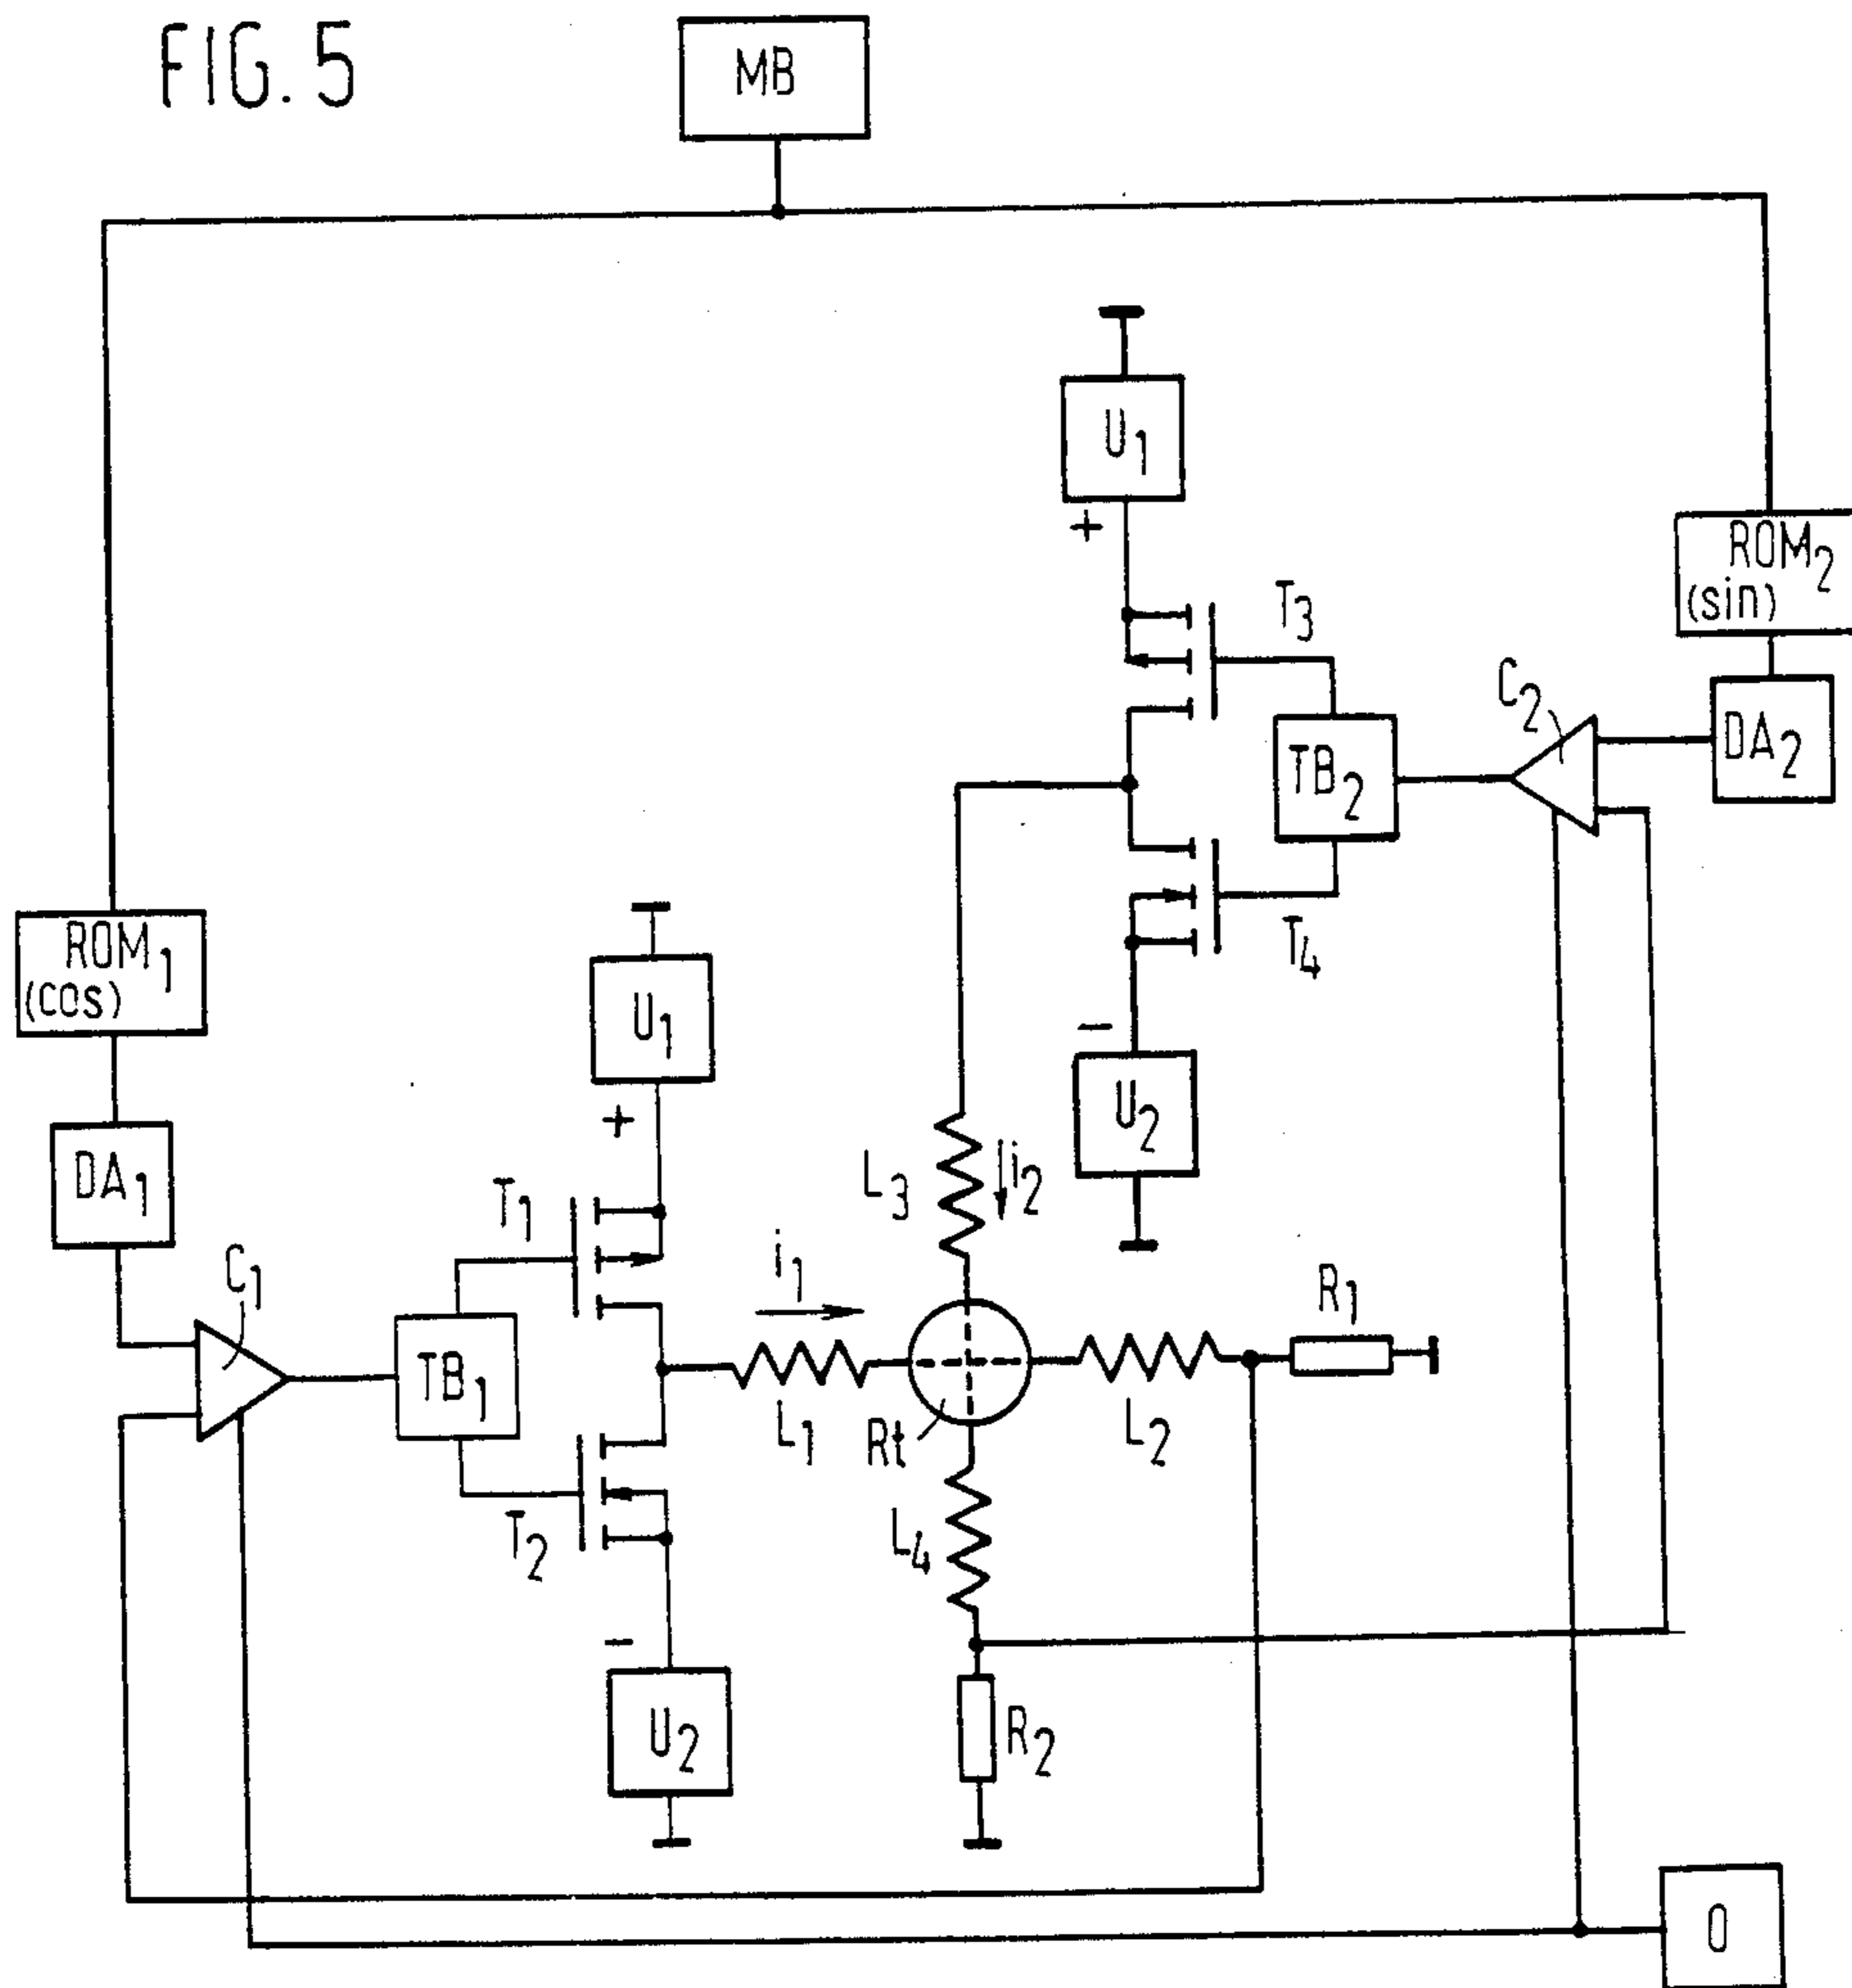 FIG. 5
MB
U1
+
ROM2
(sin)
T3
C2
DA2
TB2
T4
ROM1
(cos)
U1
−
U2
+
DA1
L3
i2
T1
C1
i1
R1
TB1
L1
Rt
L2
T2
L4
−
U2
R2
O